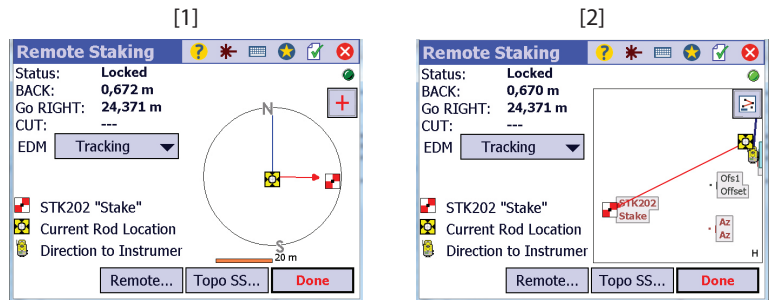 [1]
[2]
Remote Staking
Status: Locked
BACK: 0,672 m
Go RIGHT: 24,371 m
CUT: ---
EDM Tracking
N
S
20 m
STK202 "Stake"
Current Rod Location
Direction to Instrumer
Remote... Topo SS... Done
Remote Staking
Status: Locked
BACK: 0,670 m
Go RIGHT: 24,371 m
CUT: ---
EDM Tracking
Ofs1
Offset
STK202
Stake
Az
Az
H
STK202 "Stake"
Current Rod Location
Direction to Instrumer
Remote... Topo SS... Done